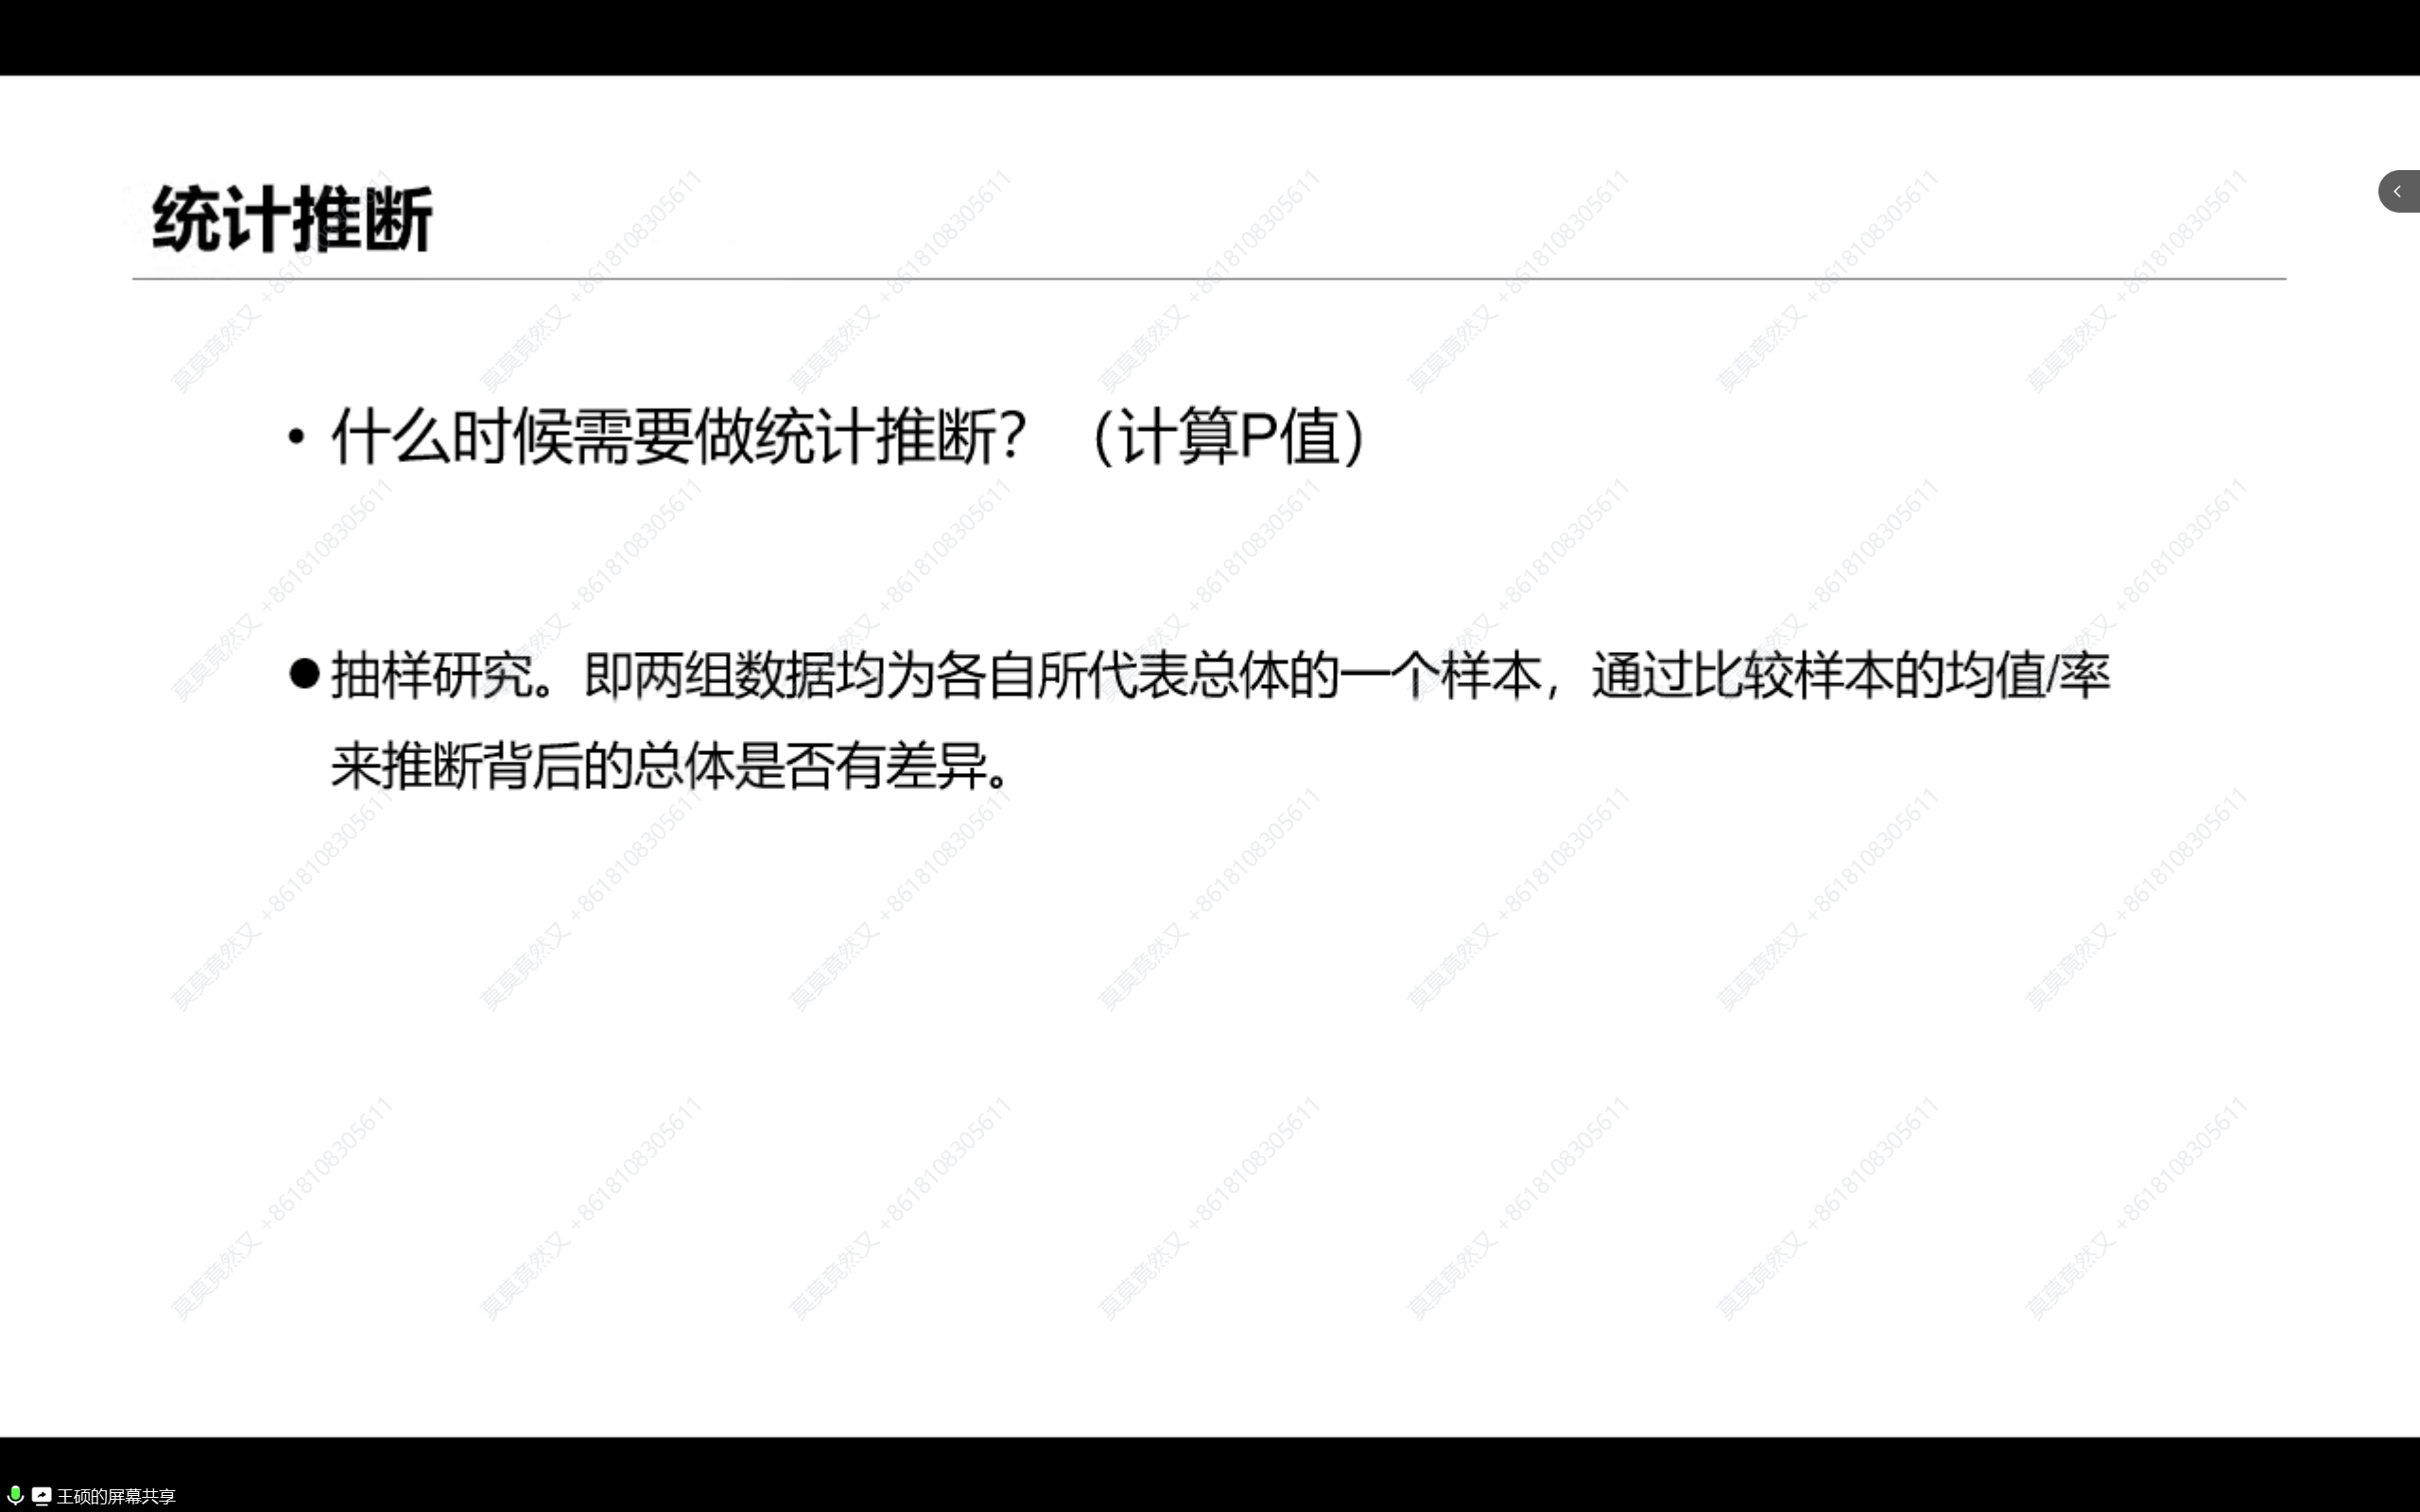 统计推断
• 什么时候需要做统计推断？（计算P值）
● 抽样研究。即两组数据均为各自所代表总体的一个样本，通过比较样本的均值/率
来推断背后的总体是否有差异。
莫莫竟然又 +8618108305611
王硕的屏幕共享